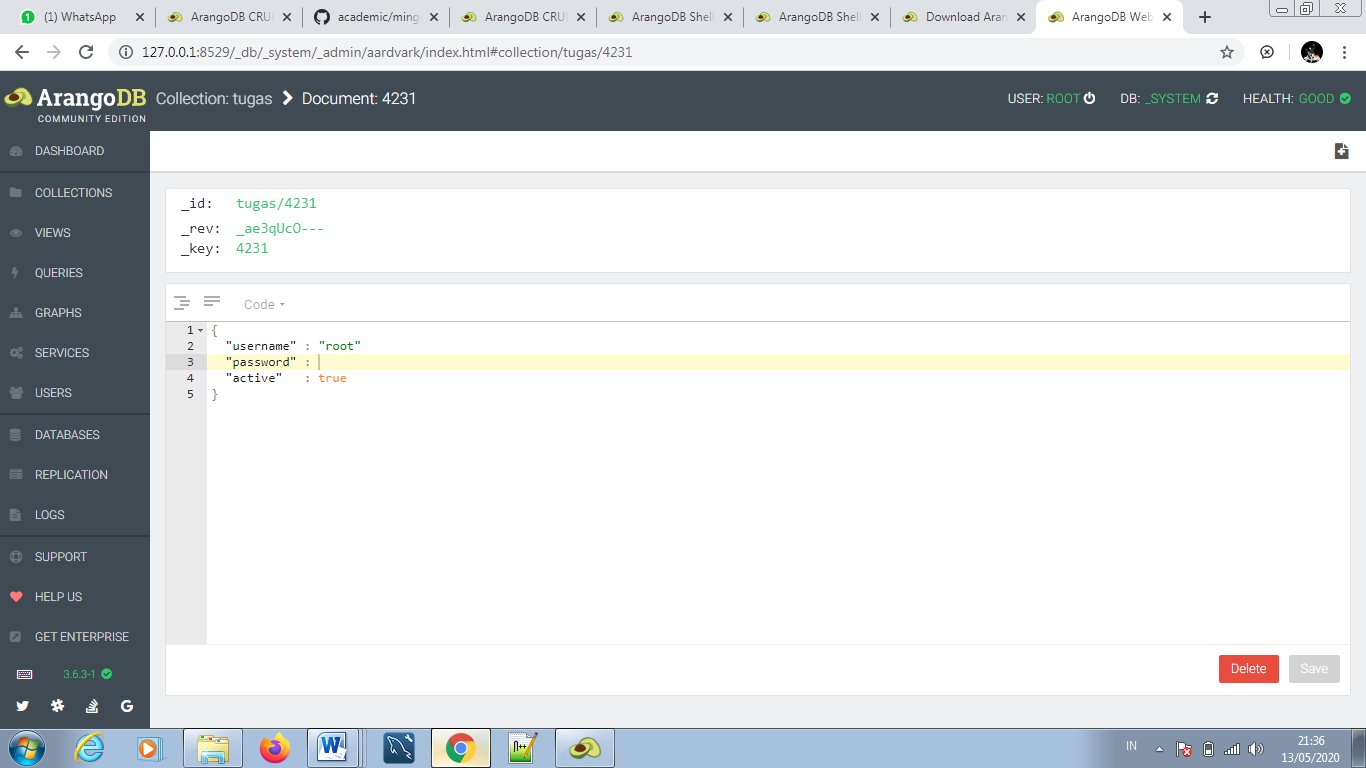 (1) WhatsApp
ArangoDB CRU
academic/ming
ArangoDB CRU
ArangoDB Shell
ArangoDB Shell
Download Aran
ArangoDB Web
127.0.0.1:8529/_db/_system/_admin/aardvark/index.html#collection/tugas/4231
ArangoDB
COMMUNITY EDITION
Collection: tugas
Document: 4231
USER: ROOT
DB: _SYSTEM
HEALTH: GOOD
DASHBOARD
COLLECTIONS
VIEWS
QUERIES
GRAPHS
SERVICES
USERS
DATABASES
REPLICATION
LOGS
SUPPORT
HELP US
GET ENTERPRISE
3.6.3-1
_id: tugas/4231
_rev: _ae3qUcO---
_key: 4231
Code
1 {
2 "username" : "root"
3 "password" :
4 "active" : true
5 }
Delete
Save
IN
21:36
13/05/2020